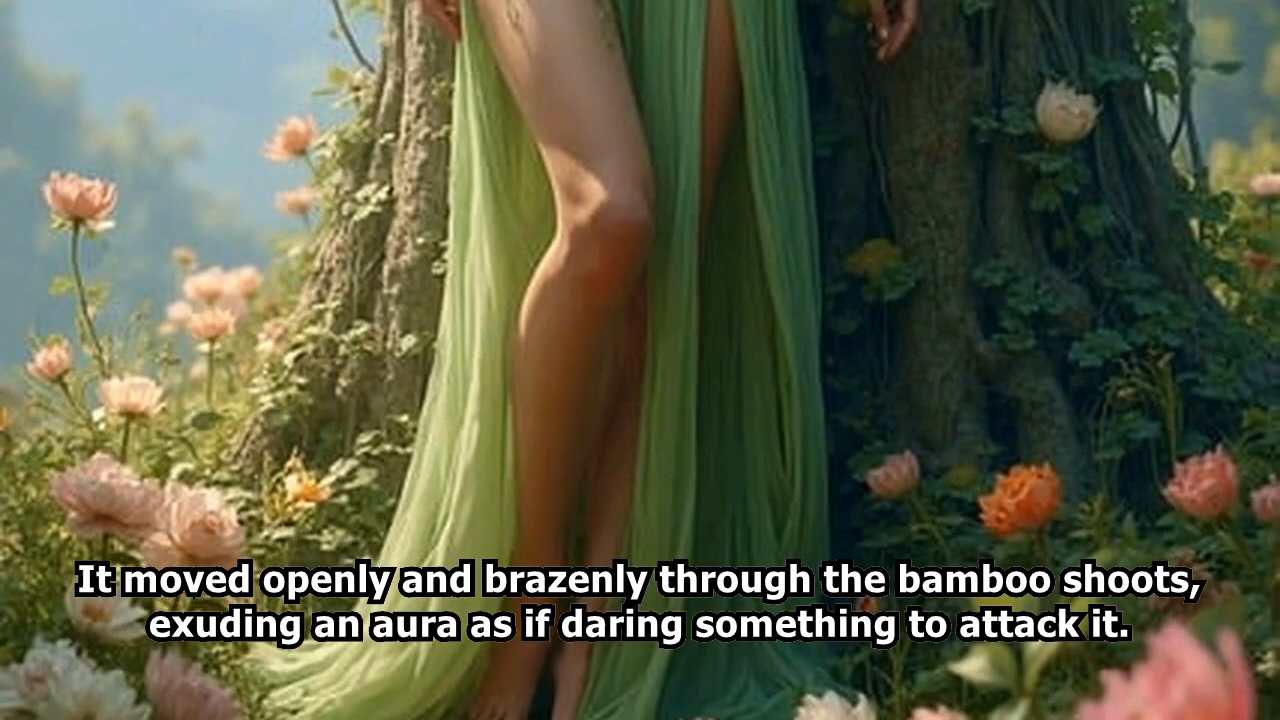 It moved openly and brazenly through the bamboo shoots,
exuding an aura as if daring something to attack it.